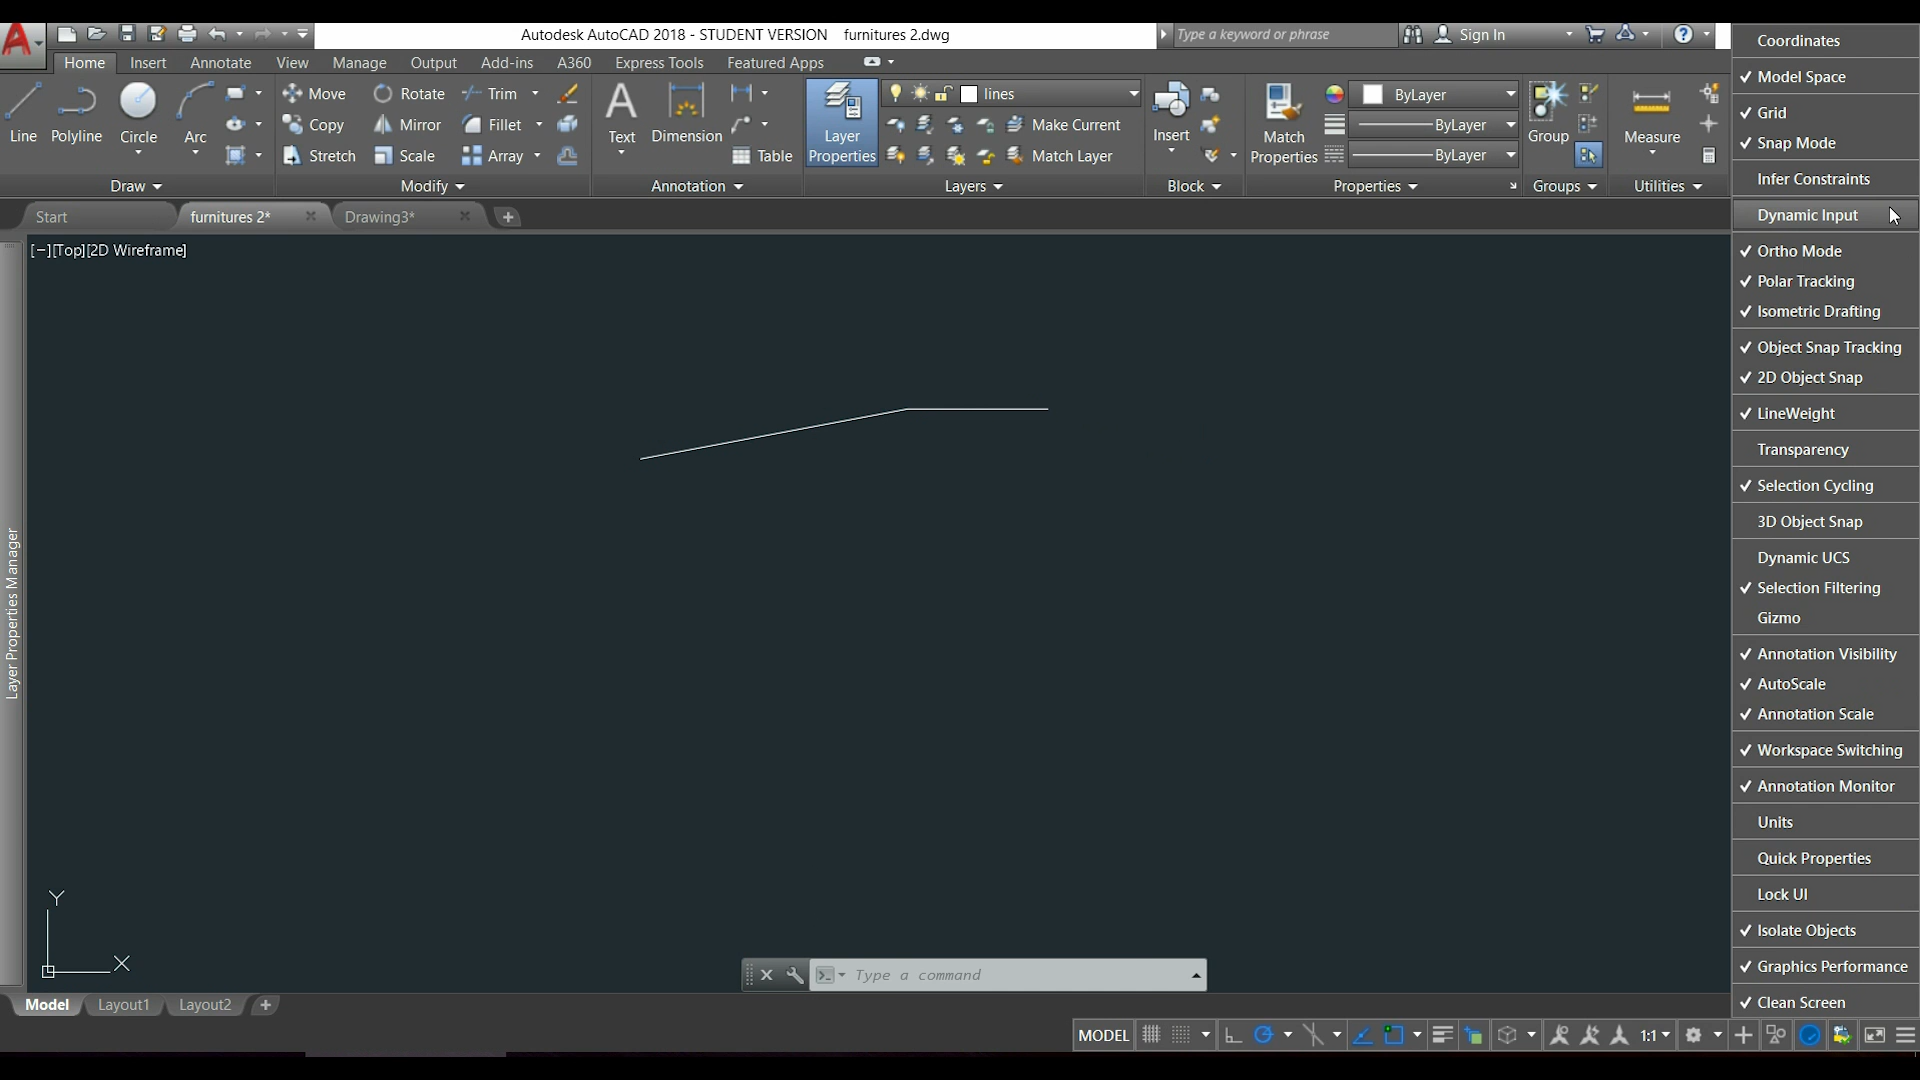 Autodesk AutoCAD 2018 - STUDENT VERSION furnitures 2.dwg
Type a keyword or phrase
Sign In
Home Insert Annotate View Manage Output Add-ins A360 Express Tools Featured Apps
Line Polyline Circle Arc
Move Rotate Trim
Copy Mirror Fillet
Stretch Scale Array
Text Dimension Table
Layer Properties
lines
Make Current
Match Layer
Insert
Match Properties
ByLayer
ByLayer
ByLayer
Group
Measure
Draw Modify Annotation Layers Block Properties Groups Utilities
Start furnitures 2* Drawing3*
[−][Top][2D Wireframe]
Layer Properties Manager
Y
X
Type a command
Model Layout1 Layout2
MODEL 1:1
Coordinates
Model Space
Grid
Snap Mode
Infer Constraints
Dynamic Input
Ortho Mode
Polar Tracking
Isometric Drafting
Object Snap Tracking
2D Object Snap
LineWeight
Transparency
Selection Cycling
3D Object Snap
Dynamic UCS
Selection Filtering
Gizmo
Annotation Visibility
AutoScale
Annotation Scale
Workspace Switching
Annotation Monitor
Units
Quick Properties
Lock UI
Isolate Objects
Graphics Performance
Clean Screen